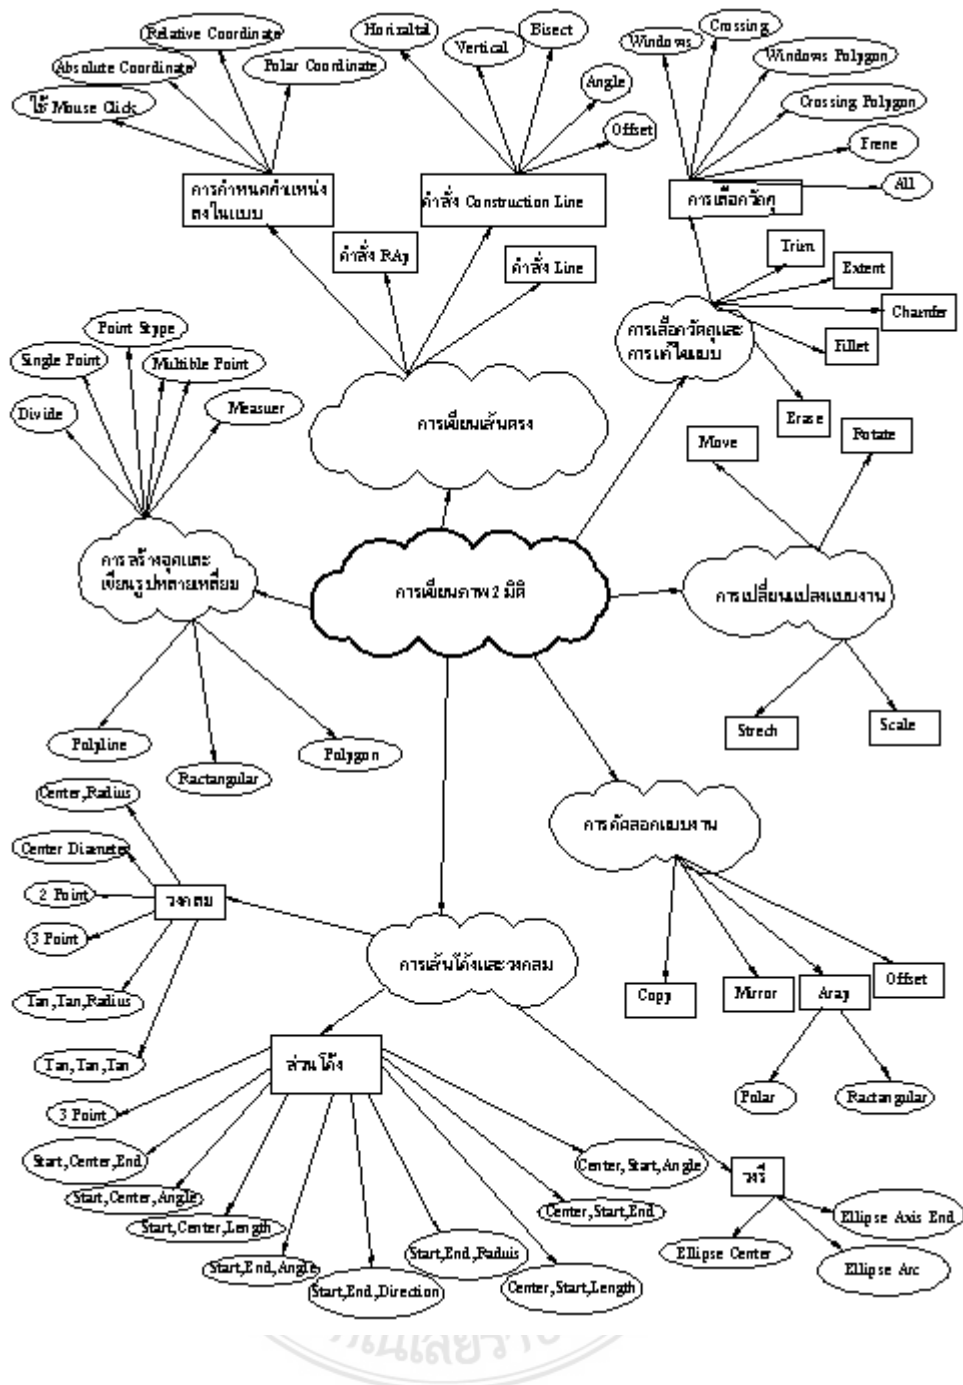 Relative Coordinate
Horizaltal
Bisect
Crossing
Absolute Coordinate
Polar Coordinate
Vertical
Windows
Windows Polygon
ใช้ Mouse Click
Angle
Crossing Polygon
Offset
Frene
All
การกำหนดตำแหน่ง
ลงในแบบ
คำสั่ง Construction Line
การเลือกวัตถุ
คำสั่ง RAy
คำสั่ง Line
Trim
Extent
Chamfer
Fillet
การเลือกวัตถุและ
การแก้ไขแบบ
Erase
Point Stype
Single Point
Multible Point
Divide
Measuer
การเขียนเส้นตรง
Move
Rotate
การสร้างจุดและ
เขียนรูปหลายเหลี่ยม
การเขียนภาพ 2 มิติ
การเปลี่ยนแปลงแบบงาน
Polyline
Ractangular
Polygon
Strech
Scale
Center,Radius
Center Diameter
2 Point
3 Point
Tan,Tan,Radius
Tan,Tan,Tan
วงกลม
การคัดลอกแบบงาน
การเส้นโค้งและวงกลม
Copy
Mirror
Aray
Offset
Polar
Ractangular
ส่วนโค้ง
3 Point
Start,Center,End
Start,Center,Angle
Start,Center,Length
Start,End,Angle
Start,End,Direction
Start,End,Raduis
Center,Start,Length
Center,Start,End
Center,Start,Angle
วงรี
Ellipse Center
Ellipse Axis End
Ellipse Arc